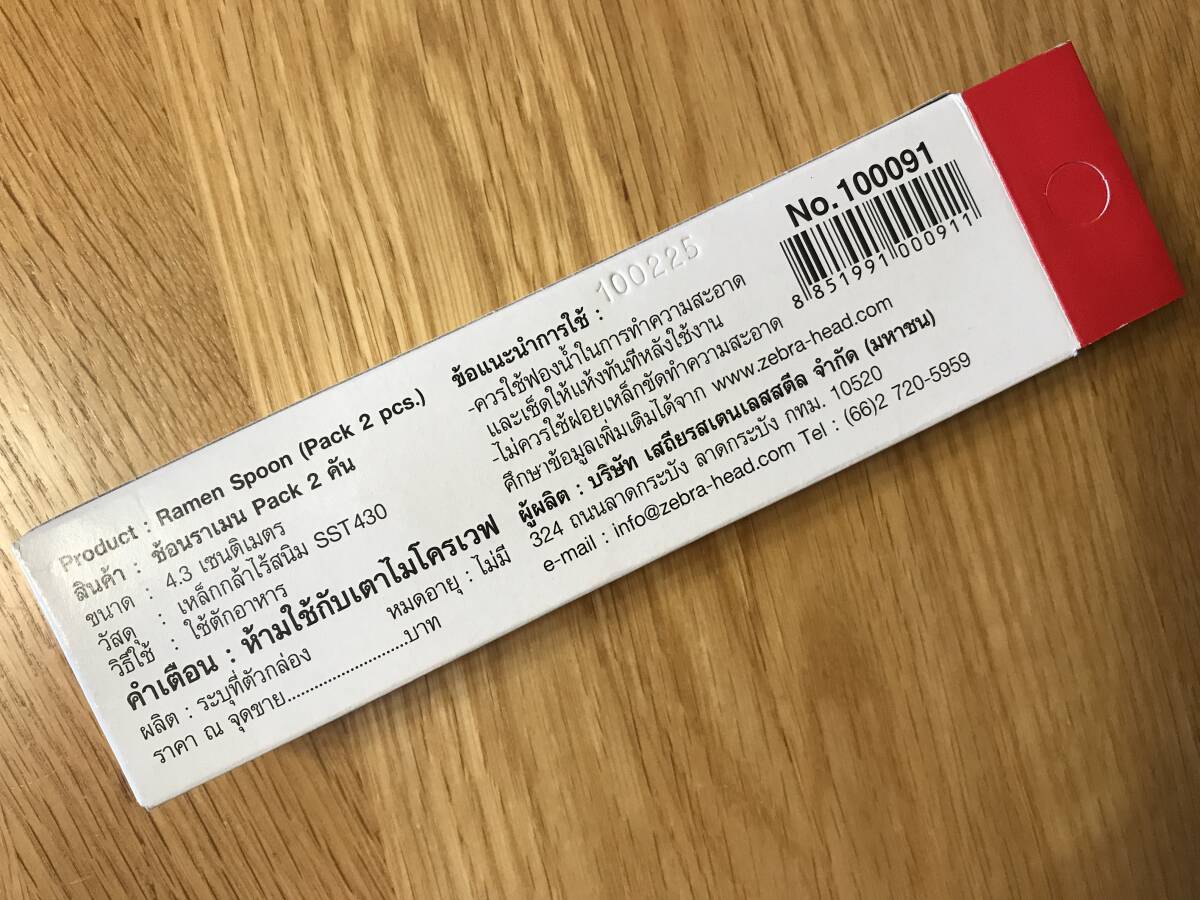 Product : Ramen Spoon (Pack 2 pcs.)
สินค้า : ช้อนราเมน Pack 2 คัน
ขนาด : 4.3 เซนติเมตร
วัสดุ : เหล็กกล้าไร้สนิม SST430
วิธีใช้ : ใช้ตักอาหาร
คำเตือน : ห้ามใช้กับเตาไมโครเวฟ
ผลิต : ระบุที่ตัวกล่อง หมดอายุ : ไม่มี
ราคา ณ จุดขาย...........................บาท
ข้อแนะนำการใช้ :
100225
-ควรใช้ฟองน้ำในการทำความสะอาด
และเช็ดให้แห้งทันทีหลังใช้งาน
-ไม่ควรใช้ฝอยเหล็กขัดทำความสะอาด
ศึกษาข้อมูลเพิ่มเติมได้จาก www.zebra-head.com
ผู้ผลิต : บริษัท เสถียรสเตนเลสสตีล จำกัด (มหาชน)
324 ถนนลาดกระบัง ลาดกระบัง กทม. 10520
e-mail : info@zebra-head.com Tel : (66)2 720-5959
No.100091
8 851991 000911